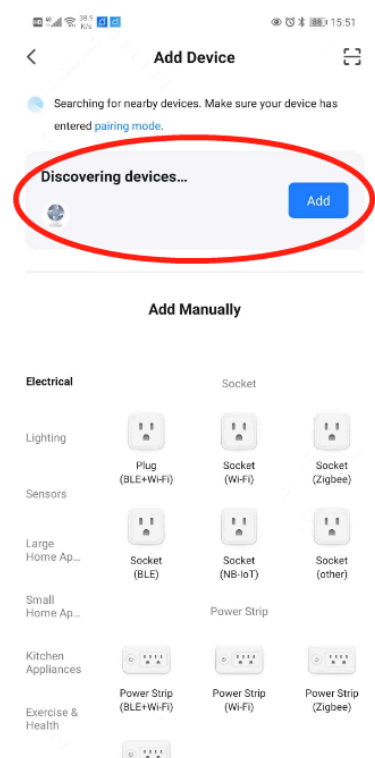 38.9
K/s
88
15:51
Add Device
Searching for nearby devices. Make sure your device has
entered pairing mode.
Discovering devices...
Add
Add Manually
Electrical
Socket
Lighting
Plug
(BLE+Wi-Fi)
Socket
(Wi-Fi)
Socket
(Zigbee)
Sensors
Large
Home Ap...
Socket
(BLE)
Socket
(NB-IoT)
Socket
(other)
Small
Home Ap...
Power Strip
Kitchen
Appliances
Power Strip
(BLE+Wi-Fi)
Power Strip
(Wi-Fi)
Power Strip
(Zigbee)
Exercise &
Health